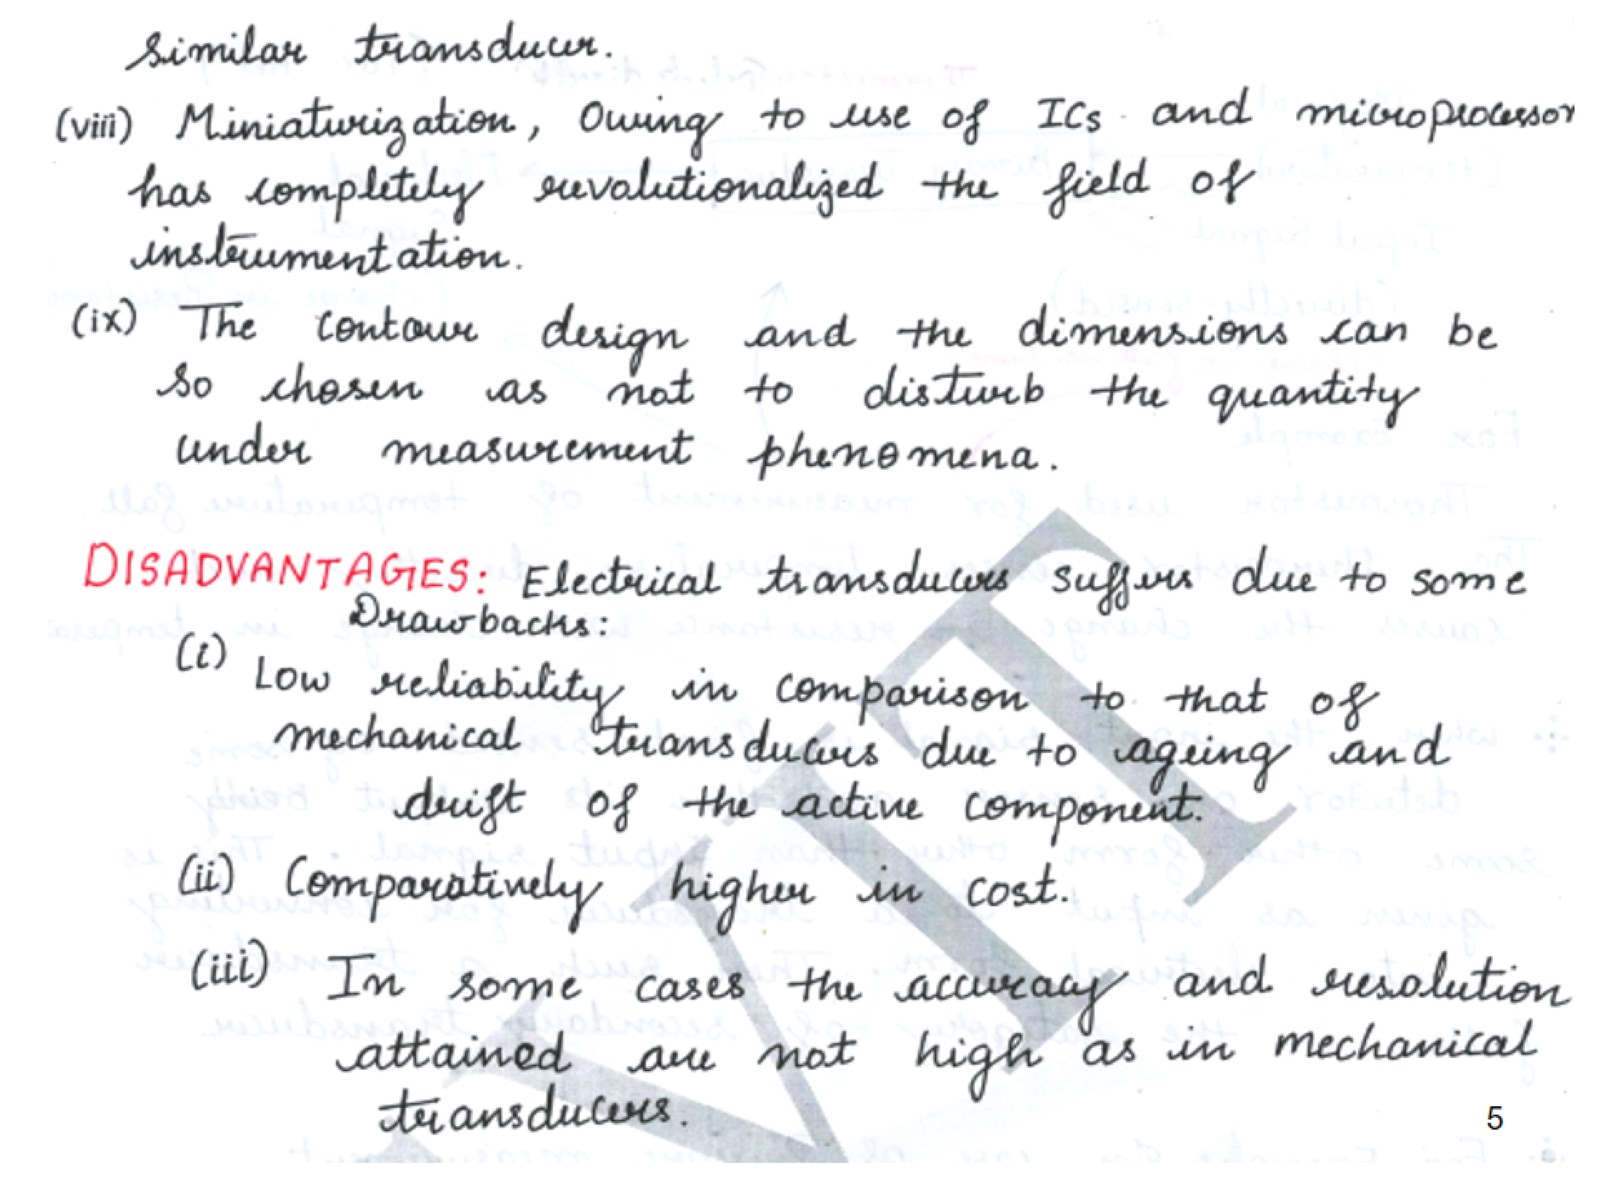 similar transducer.
(viii) Miniaturization, Owing to use of ICs and microprocessor
has completely revolutionalized the field of
instrumentation.
(ix) The contour design and the dimensions can be
so chosen as not to disturb the quantity
under measurement phenomena.
DISADVANTAGES: Electrical transducers suffers due to some
Drawbacks:
(i) Low reliability in comparison to that of
mechanical transducers due to ageing and
drift of the active component.
(ii) Comparatively higher in cost.
(iii) In some cases the accuracy and resolution
attained are not high as in mechanical
transducers.
5